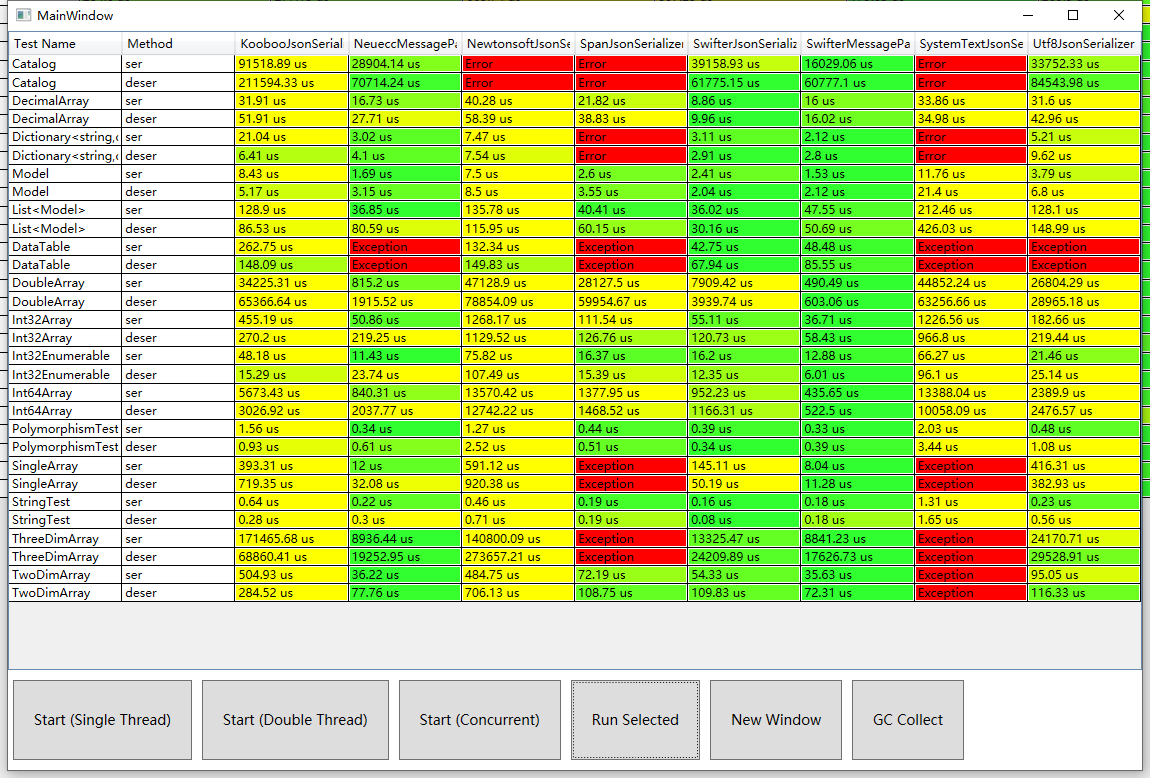 MainWindow
Test Name Method KoobooJsonSerial NeueccMessagePa NewtonsoftJsonSe SpanJsonSerializer SwifterJsonSerializ SwifterMessagePa SystemTextJsonSe Utf8JsonSerializer
Catalog ser 91518.89 us 28904.14 us Error Error 39158.93 us 16029.06 us Error 33752.33 us
Catalog deser 211594.33 us 70714.24 us Error Error 61775.15 us 60777.1 us Error 84543.98 us
DecimalArray ser 31.91 us 16.73 us 40.28 us 21.82 us 8.86 us 16 us 33.86 us 31.6 us
DecimalArray deser 51.91 us 27.71 us 58.39 us 38.83 us 9.96 us 16.02 us 34.98 us 42.96 us
Dictionary<string,c ser 21.04 us 3.02 us 7.47 us Error 3.11 us 2.12 us Error 5.21 us
Dictionary<string,c deser 6.41 us 4.1 us 7.54 us Error 2.91 us 2.8 us Error 9.62 us
Model ser 8.43 us 1.69 us 7.5 us 2.6 us 2.41 us 1.53 us 11.76 us 3.79 us
Model deser 5.17 us 3.15 us 8.5 us 3.55 us 2.04 us 2.12 us 21.4 us 6.8 us
List<Model> ser 128.9 us 36.85 us 135.78 us 40.41 us 36.02 us 47.55 us 212.46 us 128.1 us
List<Model> deser 86.53 us 80.59 us 115.95 us 60.15 us 30.16 us 50.69 us 426.03 us 148.99 us
DataTable ser 262.75 us Exception 132.34 us Exception 42.75 us 48.48 us Exception Exception
DataTable deser 148.09 us Exception 149.83 us Exception 67.94 us 85.55 us Exception Exception
DoubleArray ser 34225.31 us 815.2 us 47128.9 us 28127.5 us 7909.42 us 490.49 us 44852.24 us 26804.29 us
DoubleArray deser 65366.64 us 1915.52 us 78854.09 us 59954.67 us 3939.74 us 603.06 us 63256.66 us 28965.18 us
Int32Array ser 455.19 us 50.86 us 1268.17 us 111.54 us 55.11 us 36.71 us 1226.56 us 182.66 us
Int32Array deser 270.2 us 219.25 us 1129.52 us 126.76 us 120.73 us 58.43 us 966.8 us 219.44 us
Int32Enumerable ser 48.18 us 11.43 us 75.82 us 16.37 us 16.2 us 12.88 us 66.27 us 21.46 us
Int32Enumerable deser 15.29 us 23.74 us 107.49 us 15.39 us 12.35 us 6.01 us 96.1 us 25.14 us
Int64Array ser 5673.43 us 840.31 us 13570.42 us 1377.95 us 952.23 us 435.65 us 13388.04 us 2389.9 us
Int64Array deser 3026.92 us 2037.77 us 12742.22 us 1468.52 us 1166.31 us 522.5 us 10058.09 us 2476.57 us
PolymorphismTest ser 1.56 us 0.34 us 1.27 us 0.44 us 0.39 us 0.33 us 2.03 us 0.48 us
PolymorphismTest deser 0.93 us 0.61 us 2.52 us 0.51 us 0.34 us 0.39 us 3.44 us 1.08 us
SingleArray ser 393.31 us 12 us 591.12 us Exception 145.11 us 8.04 us Exception 416.31 us
SingleArray deser 719.35 us 32.08 us 920.38 us Exception 50.19 us 11.28 us Exception 382.93 us
StringTest ser 0.64 us 0.22 us 0.46 us 0.19 us 0.16 us 0.18 us 1.31 us 0.23 us
StringTest deser 0.28 us 0.3 us 0.71 us 0.19 us 0.08 us 0.18 us 1.65 us 0.56 us
ThreeDimArray ser 171465.68 us 8936.44 us 140800.09 us Exception 13325.47 us 8841.23 us Exception 24170.71 us
ThreeDimArray deser 68860.41 us 19252.95 us 273657.21 us Exception 24209.89 us 17626.73 us Exception 29528.91 us
TwoDimArray ser 504.93 us 36.22 us 484.75 us 72.19 us 54.33 us 35.63 us Exception 95.05 us
TwoDimArray deser 284.52 us 77.76 us 706.13 us 108.75 us 109.83 us 72.31 us Exception 116.33 us
Start (Single Thread) Start (Double Thread) Start (Concurrent) Run Selected New Window GC Collect